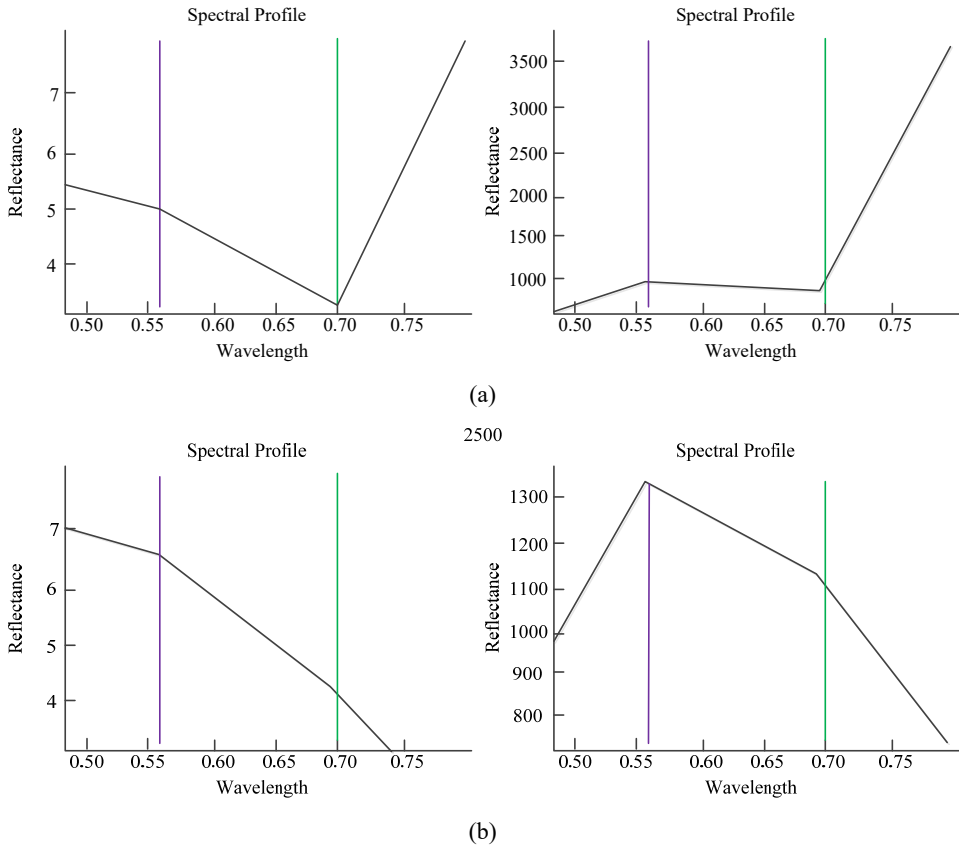 Spectral Profile
Reflectance
7
6
5
4
0.50 0.55 0.60 0.65 0.70 0.75
Wavelength
Spectral Profile
Reflectance
3500
3000
2500
2000
1500
1000
0.50 0.55 0.60 0.65 0.70 0.75
Wavelength
(a)
2500
Spectral Profile
Reflectance
7
6
5
4
0.50 0.55 0.60 0.65 0.70 0.75
Wavelength
Spectral Profile
Reflectance
1300
1200
1100
1000
900
800
0.50 0.55 0.60 0.65 0.70 0.75
Wavelength
(b)